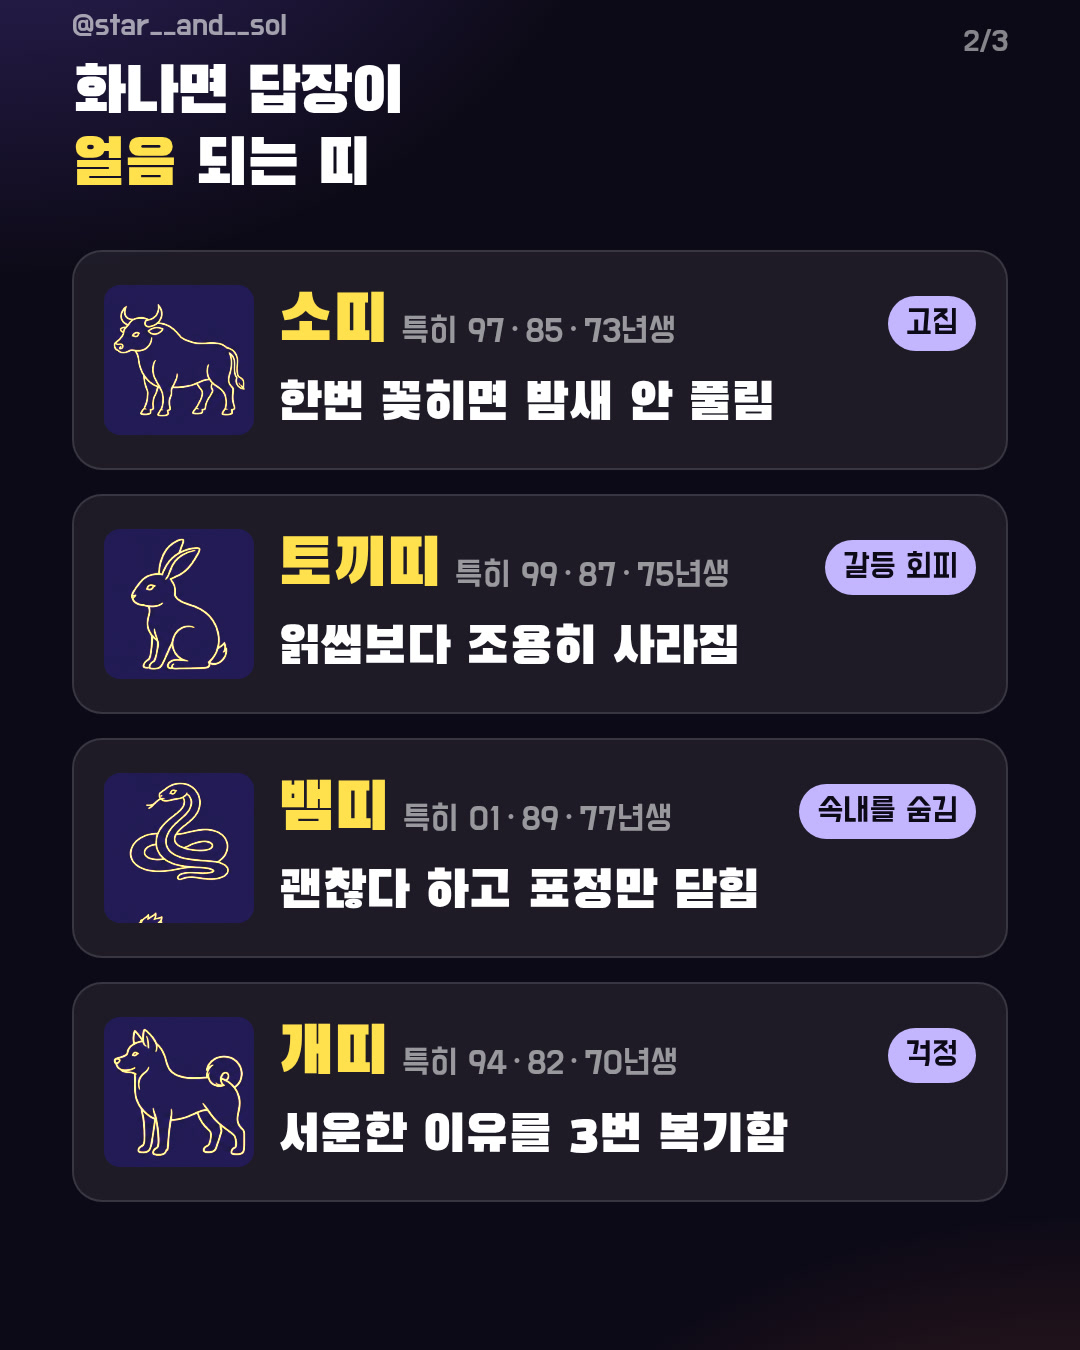 @star__and__sol
2/3
화나면 답장이
얼음 되는 띠
소띠 특히 97·85·73년생 고집
한번 꽂히면 밤새 안 풀림
토끼띠 특히 99·87·75년생 갈등 회피
읽씹보다 조용히 사라짐
뱀띠 특히 01·89·77년생 속내를 숨김
괜찮다 하고 표정만 닫힘
개띠 특히 94·82·70년생 걱정
서운한 이유를 3번 복기함